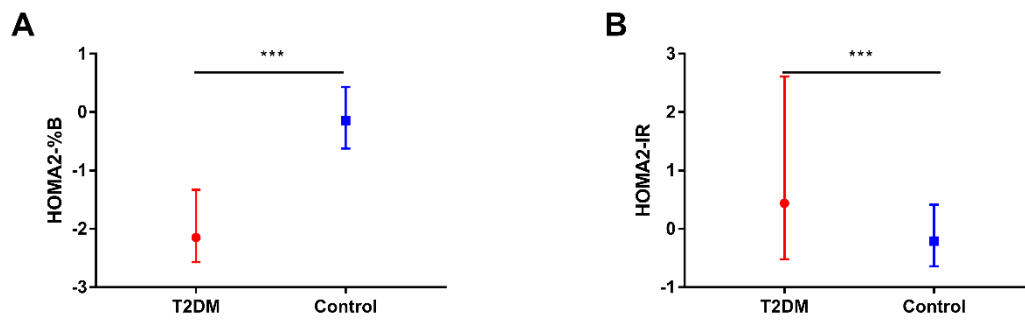 A
***
HOMA2-%B
1
0
-1
-2
-3
T2DM
Control
B
***
HOMA2-IR
3
2
1
0
-1
T2DM
Control